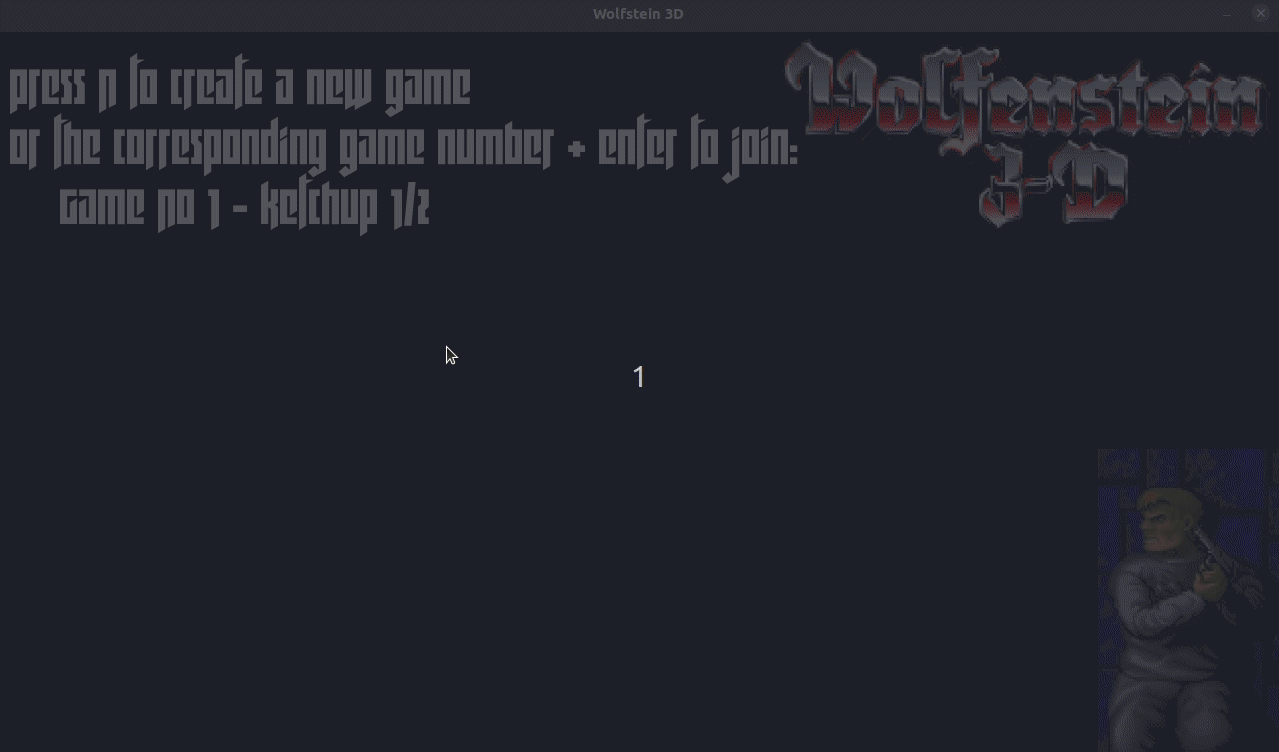 Wolfstein 3D
press n to create a new game
or the corresponding game number + enter to join:
Game no 1 - ketchup 1/2
Wolfenstein
3-D
1